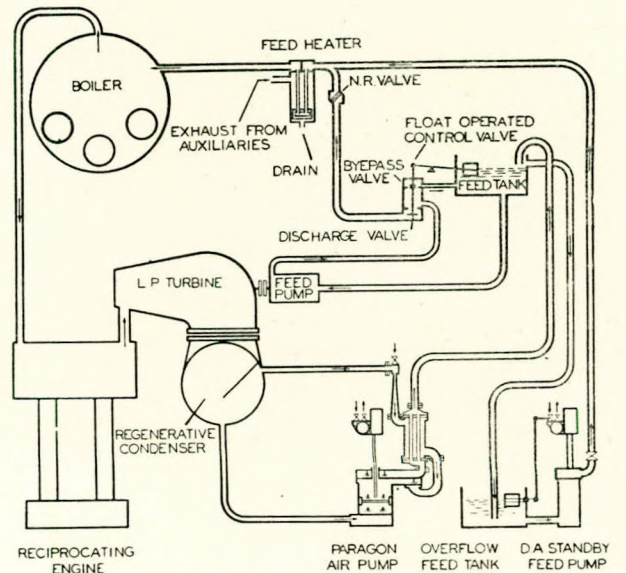 FEED HEATER
BOILER
N.R. VALVE
EXHAUST FROM
AUXILIARIES
DRAIN
FLOAT OPERATED
CONTROL VALVE
BYEPASS
VALVE
FEED TANK
DISCHARGE VALVE
L P TURBINE
FEED
PUMP
REGENERATIVE
CONDENSER
RECIPROCATING
ENGINE
PARAGON
AIR PUMP
OVERFLOW
FEED TANK
D.A STANDBY
FEED PUMP